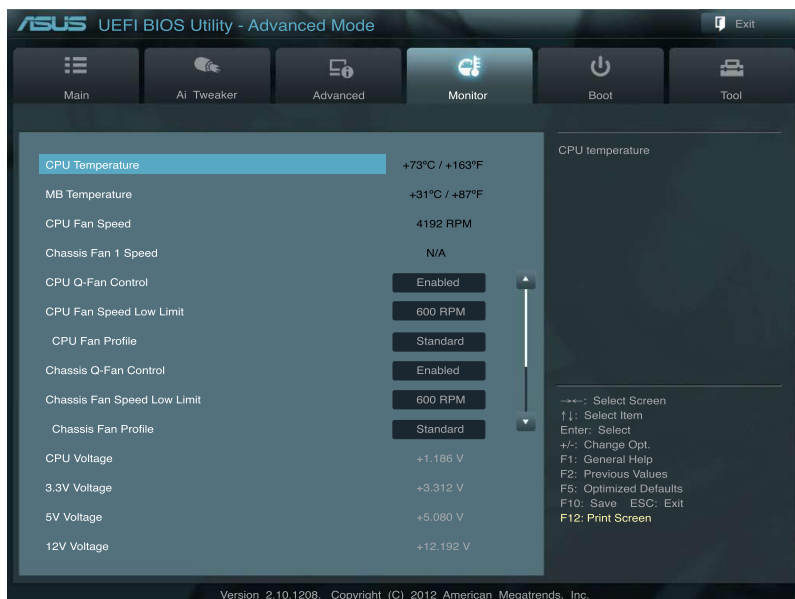 ASUS UEFI BIOS Utility - Advanced Mode
Exit
Main
Ai Tweaker
Advanced
Monitor
Boot
Tool
CPU Temperature +73ºC / +163ºF
MB Temperature +31ºC / +87ºF
CPU Fan Speed 4192 RPM
Chassis Fan 1 Speed N/A
CPU Q-Fan Control Enabled
CPU Fan Speed Low Limit 600 RPM
CPU Fan Profile Standard
Chassis Q-Fan Control Enabled
Chassis Fan Speed Low Limit 600 RPM
Chassis Fan Profile Standard
CPU Voltage +1.186 V
3.3V Voltage +3.312 V
5V Voltage +5.080 V
12V Voltage +12.192 V
CPU temperature
→←: Select Screen
↑↓: Select Item
Enter: Select
+/-: Change Opt.
F1: General Help
F2: Previous Values
F5: Optimized Defaults
F10: Save ESC: Exit
F12: Print Screen
Version 2.10.1208. Copyright (C) 2012 American Megatrends, Inc.